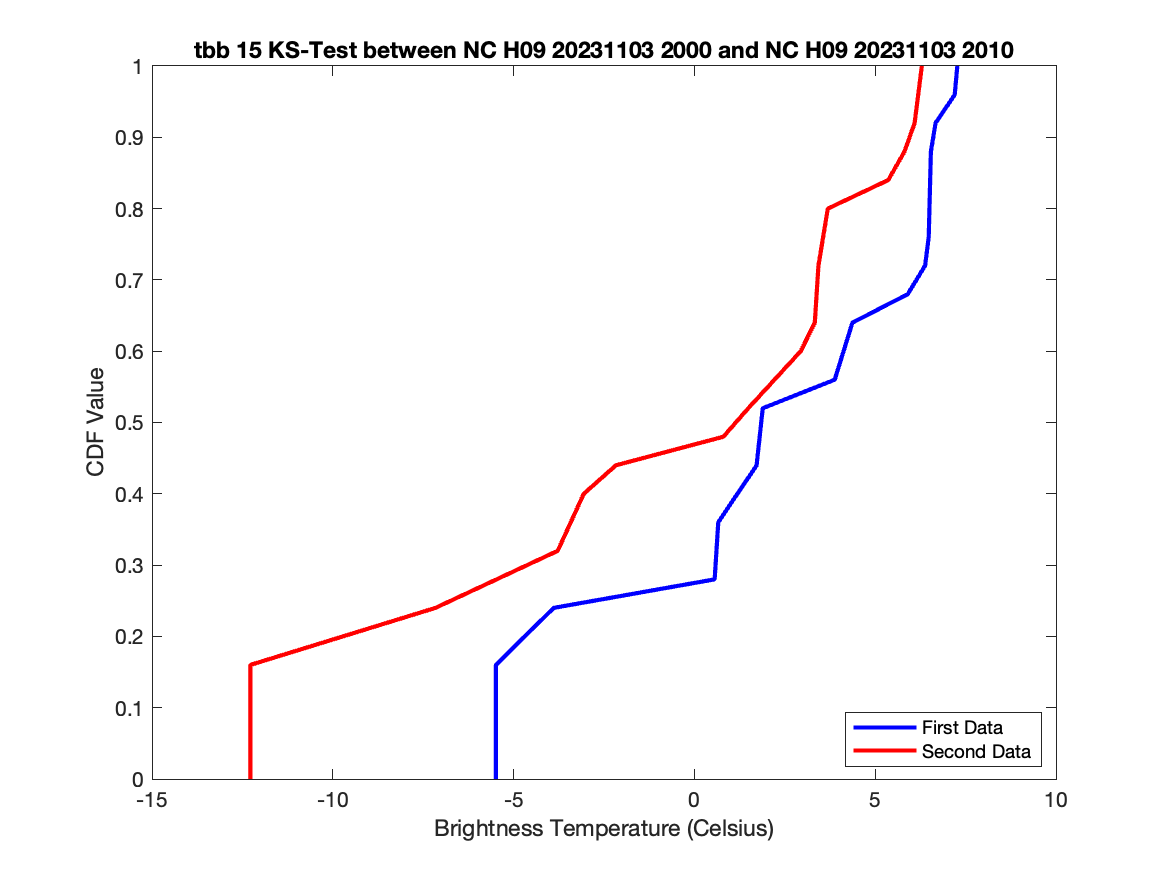 tbb 15 KS-Test between NC H09 20231103 2000 and NC H09 20231103 2010
1
0.9
0.8
0.7
0.6
0.5
0.4
0.3
0.2
0.1
0
CDF Value
-15 -10 -5 0 5 10
Brightness Temperature (Celsius)
First Data
Second Data